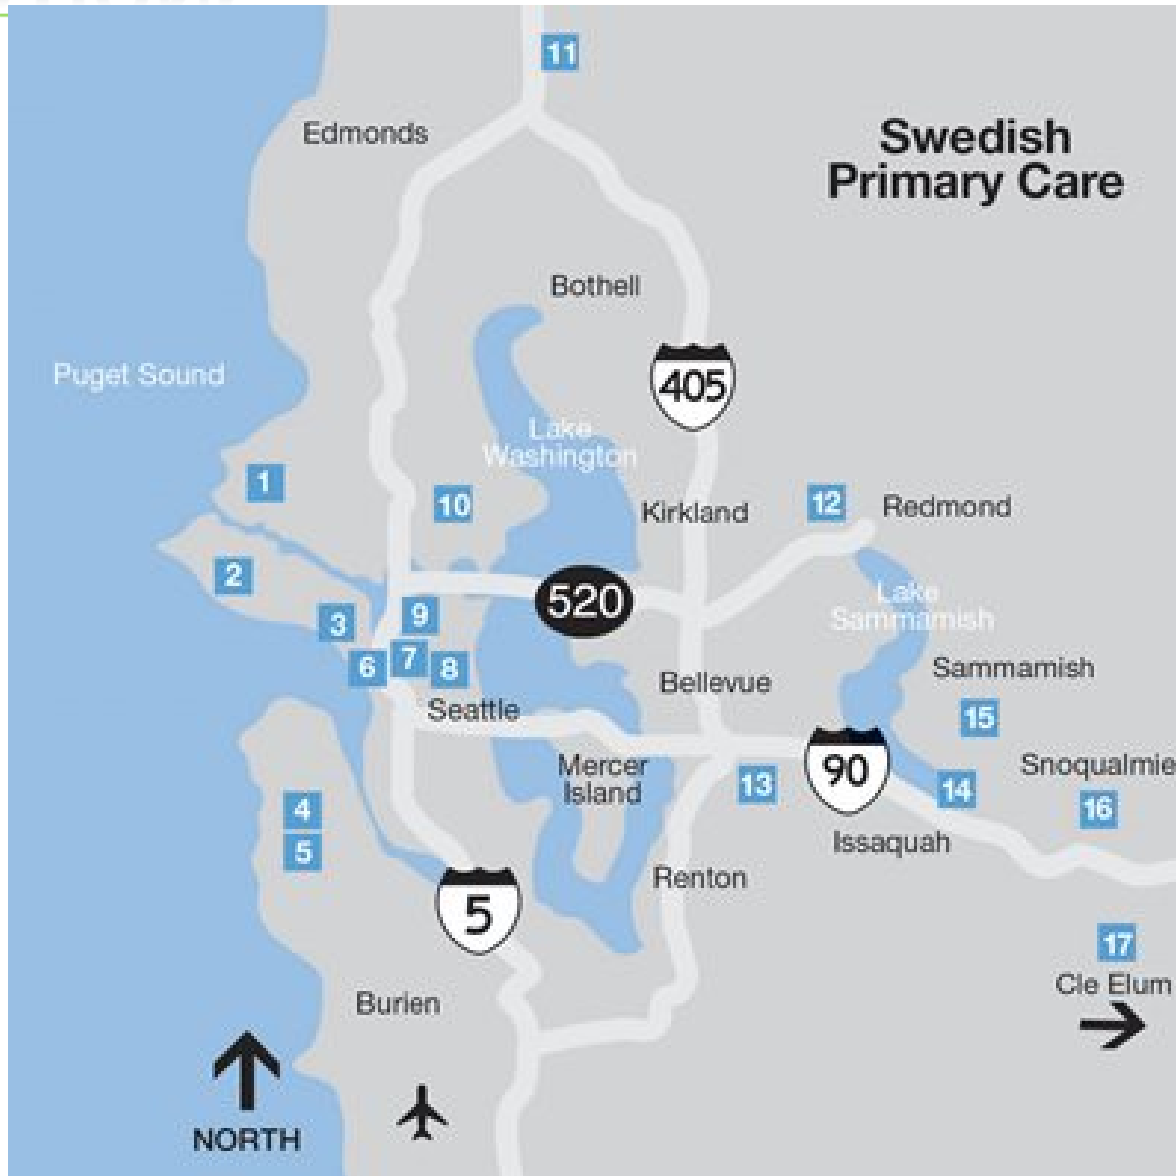 11
Edmonds
Swedish
Primary Care
Bothell
Puget Sound
405
Lake
Washington
1
10
Kirkland
12
Redmond
2
520
Lake
Sammamish
3
9
6
7
8
Bellevue
Sammamish
Seattle
15
Mercer
Island
13
90
14
Snoqualmie
16
4
5
Issaquah
Renton
5
17
Cle Elum
Burien
NORTH